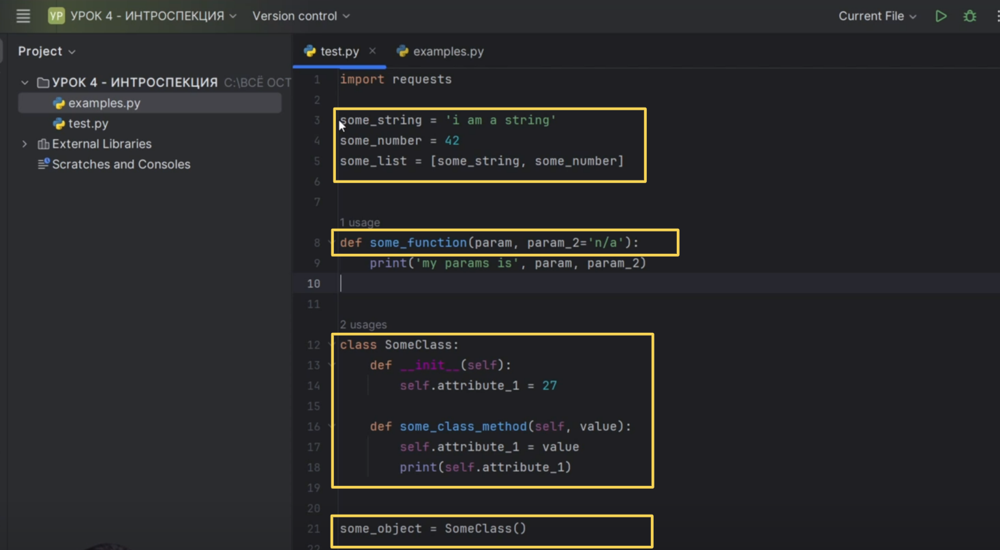 УР УРОК 4 - ИНТРОСПЕКЦИЯ Version control Current File
Project
test.py examples.py
УРОК 4 - ИНТРОСПЕКЦИЯ C:\ВСЁ ОСТ
examples.py
test.py
External Libraries
Scratches and Consoles
1 import requests
2
3 some_string = 'i am a string'
4 some_number = 42
5 some_list = [some_string, some_number]
6
7
1 usage
8 def some_function(param, param_2='n/a'):
9 print('my params is', param, param_2)
10
11
2 usages
12 class SomeClass:
13 def __init__(self):
14 self.attribute_1 = 27
15
16 def some_class_method(self, value):
17 self.attribute_1 = value
18 print(self.attribute_1)
19
20
21 some_object = SomeClass()
22